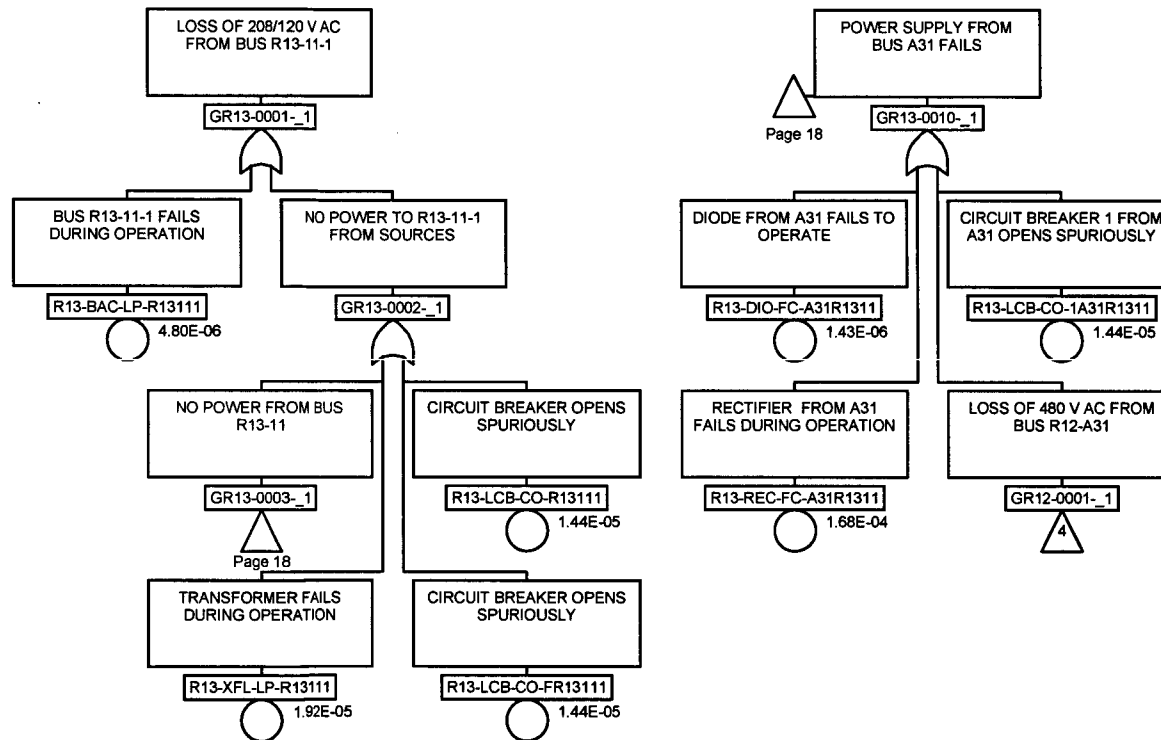 LOSS OF 208/120 V AC
FROM BUS R13-11-1
GR13-0001-_1
BUS R13-11-1 FAILS
DURING OPERATION
R13-BAC-LP-R13111
4.80E-06
NO POWER TO R13-11-1
FROM SOURCES
GR13-0002-_1
NO POWER FROM BUS
R13-11
GR13-0003-_1
Page 18
CIRCUIT BREAKER OPENS
SPURIOUSLY
R13-LCB-CO-R13111
1.44E-05
TRANSFORMER FAILS
DURING OPERATION
R13-XFL-LP-R13111
1.92E-05
CIRCUIT BREAKER OPENS
SPURIOUSLY
R13-LCB-CO-FR13111
1.44E-05
POWER SUPPLY FROM
BUS A31 FAILS
Page 18
GR13-0010-_1
DIODE FROM A31 FAILS TO
OPERATE
R13-DIO-FC-A31R1311
1.43E-06
CIRCUIT BREAKER 1 FROM
A31 OPENS SPURIOUSLY
R13-LCB-CO-1A31R1311
1.44E-05
RECTIFIER FROM A31
FAILS DURING OPERATION
R13-REC-FC-A31R1311
1.68E-04
LOSS OF 480 V AC FROM
BUS R12-A31
GR12-0001-_1
4